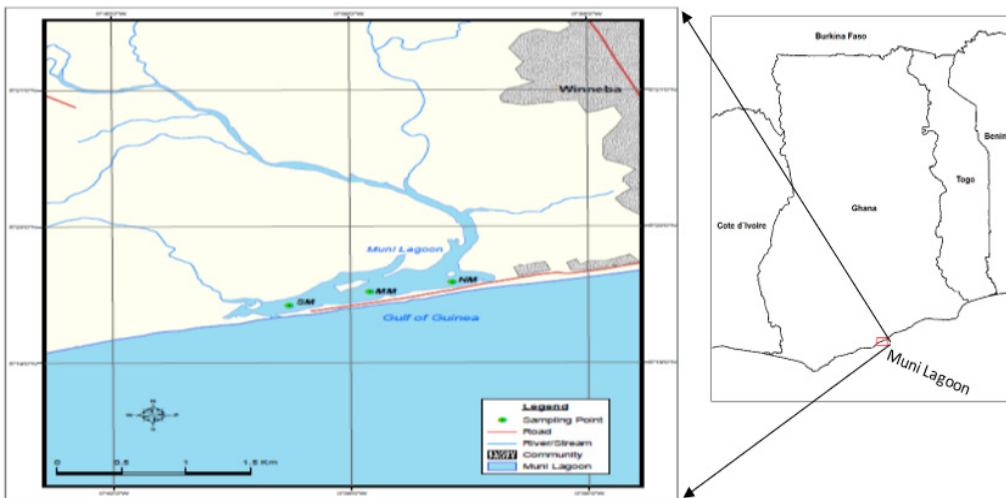 Winneba
Muni Lagoon
SM
MM
NM
Gulf of Guinea
Legend
Sampling Point
Road
River/Stream
Community
Muni Lagoon
0 0.5 1 1.5 Km
Burkina Faso
Benin
Togo
Ghana
Cote d'Ivoire
Muni Lagoon